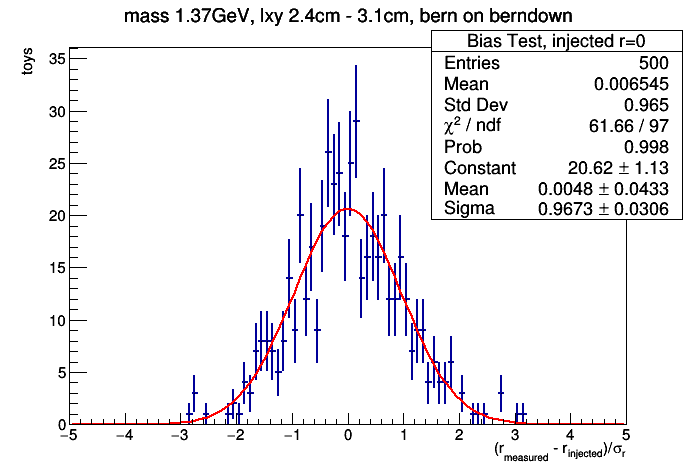 mass 1.37GeV, lxy 2.4cm - 3.1cm, bern on berndown
Bias Test, injected r=0
Entries 500
Mean 0.006545
Std Dev 0.965
χ² / ndf 61.66 / 97
Prob 0.998
Constant 20.62 ± 1.13
Mean 0.0048 ± 0.0433
Sigma 0.9673 ± 0.0306
toys
35
30
25
20
15
10
5
0
−5 −4 −3 −2 −1 0 1 2 3 4 5
(r_measured - r_injected)/σ_r